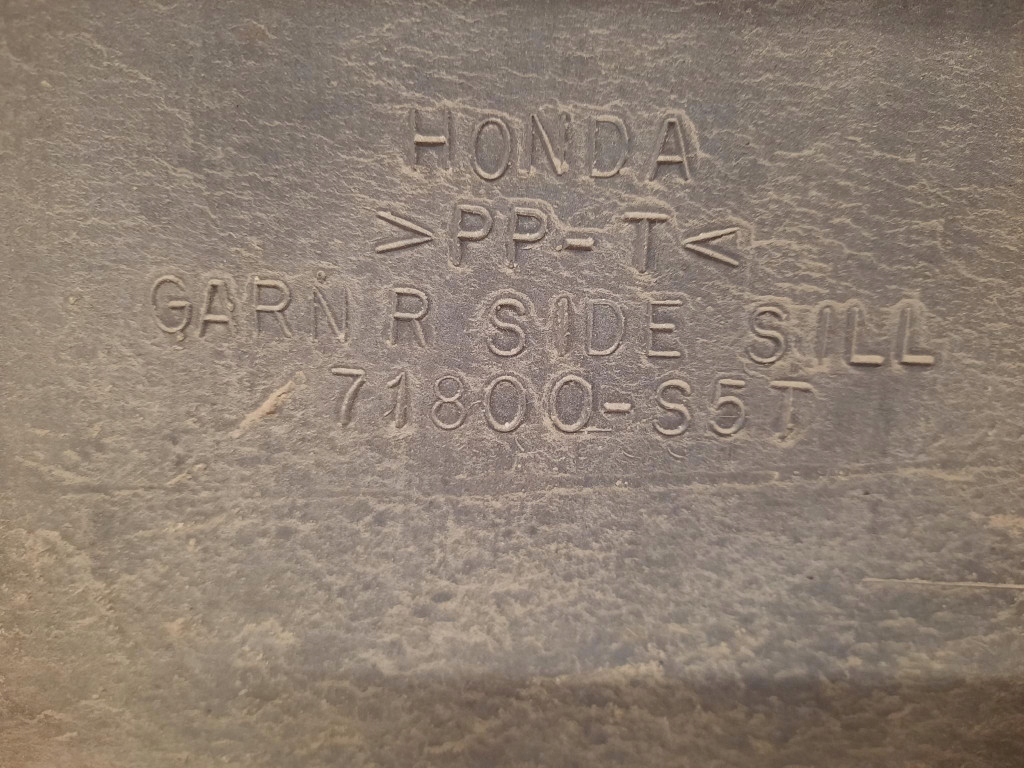 HONDA
>PP-T<
GARN R SIDE SILL
71800-S5T